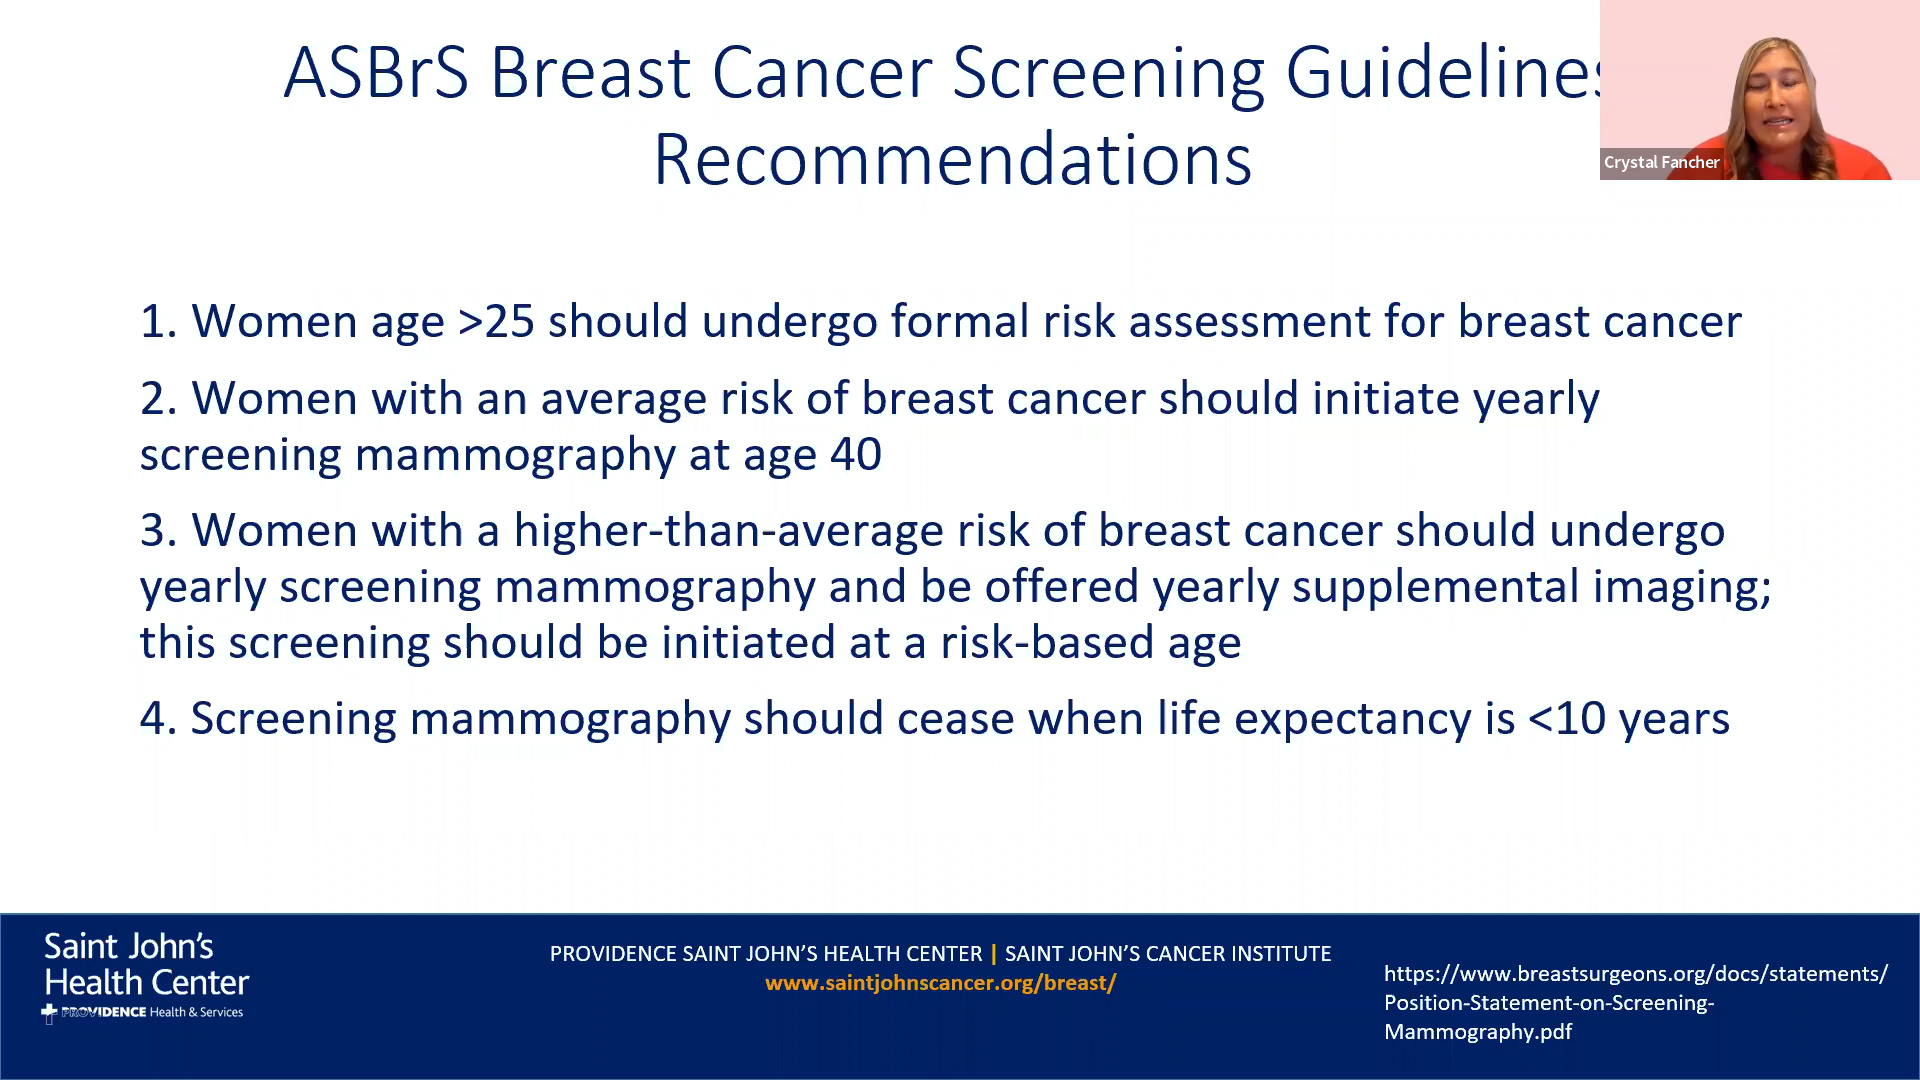 ASBrS Breast Cancer Screening Guidelines
Recommendations
Crystal Fancher
1. Women age >25 should undergo formal risk assessment for breast cancer
2. Women with an average risk of breast cancer should initiate yearly
screening mammography at age 40
3. Women with a higher-than-average risk of breast cancer should undergo
yearly screening mammography and be offered yearly supplemental imaging;
this screening should be initiated at a risk-based age
4. Screening mammography should cease when life expectancy is <10 years
Saint John’s
Health Center
PROVIDENCE Health & Services
PROVIDENCE SAINT JOHN’S HEALTH CENTER | SAINT JOHN’S CANCER INSTITUTE
www.saintjohnscancer.org/breast/
https://www.breastsurgeons.org/docs/statements/
Position-Statement-on-Screening-
Mammography.pdf